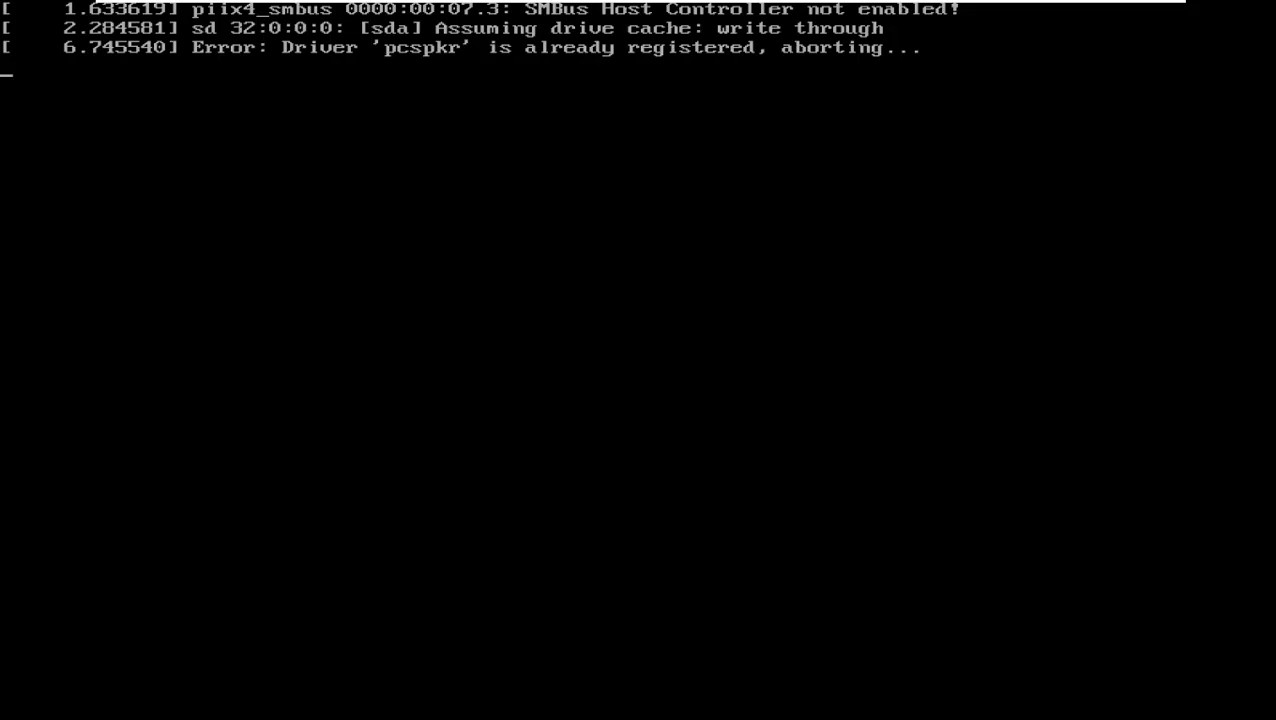 [    1.633619] piix4_smbus 0000:00:07.3: SMBus Host Controller not enabled!
[    2.284581] sd 32:0:0:0: [sda] Assuming drive cache: write through
[    6.745540] Error: Driver 'pcspkr' is already registered, aborting...